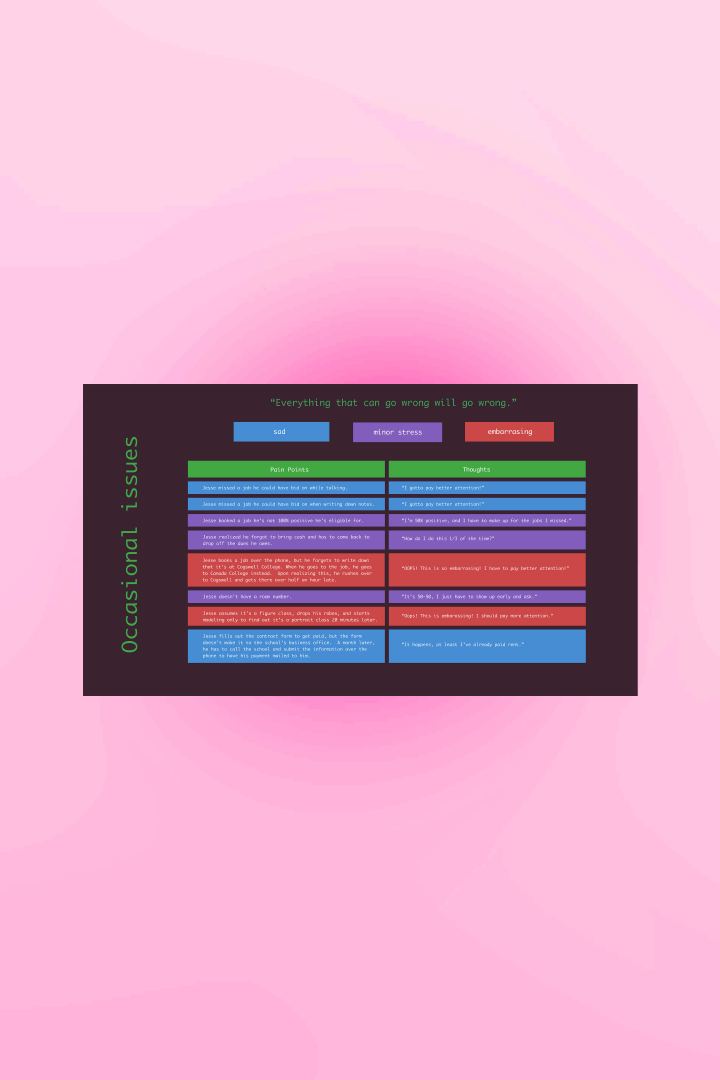 "Everything that can go wrong will go wrong."
sad
minor stress
embarrasing
Occasional issues
Pain Points
Thoughts
Jesse missed a job he could have bid on while talking.
"I gotta pay better attention!"
Jesse missed a job he could have bid on when writing down notes.
"I gotta pay better attention!"
Jesse booked a job he's not 100% positive he's eligible for.
"I'm 90% positive, and I have to make up for the jobs I missed."
Jesse realized he forgot to bring cash and has to come back to
drop off the dues he owes.
"How do I do this 1/3 of the time?"
Jesse books a job over the phone, but he forgets to write down
that it's at Cogswell College. When he goes to the job, he goes
to Canada College instead. Upon realizing this, he rushes over
to Cogswell and gets there over half an hour late.
"OOPS! This is so embarrasing! I have to pay better attention!"
Jesse doesn't have a room number.
"It's 50-50, I just have to show up early and ask."
Jesse assumes it's a figure class, drops his robes, and starts
modeling only to find out it's a portrait class 20 minutes later.
"Oops! This is embarassing! I should pay more attention."
Jesse fills out the contract form to get paid, but the form
doesn't make it to the school's business office. A month later,
he has to call the school and submit the information over the
phone to have his payment mailed to him.
"It happens, at least I've already paid rent."